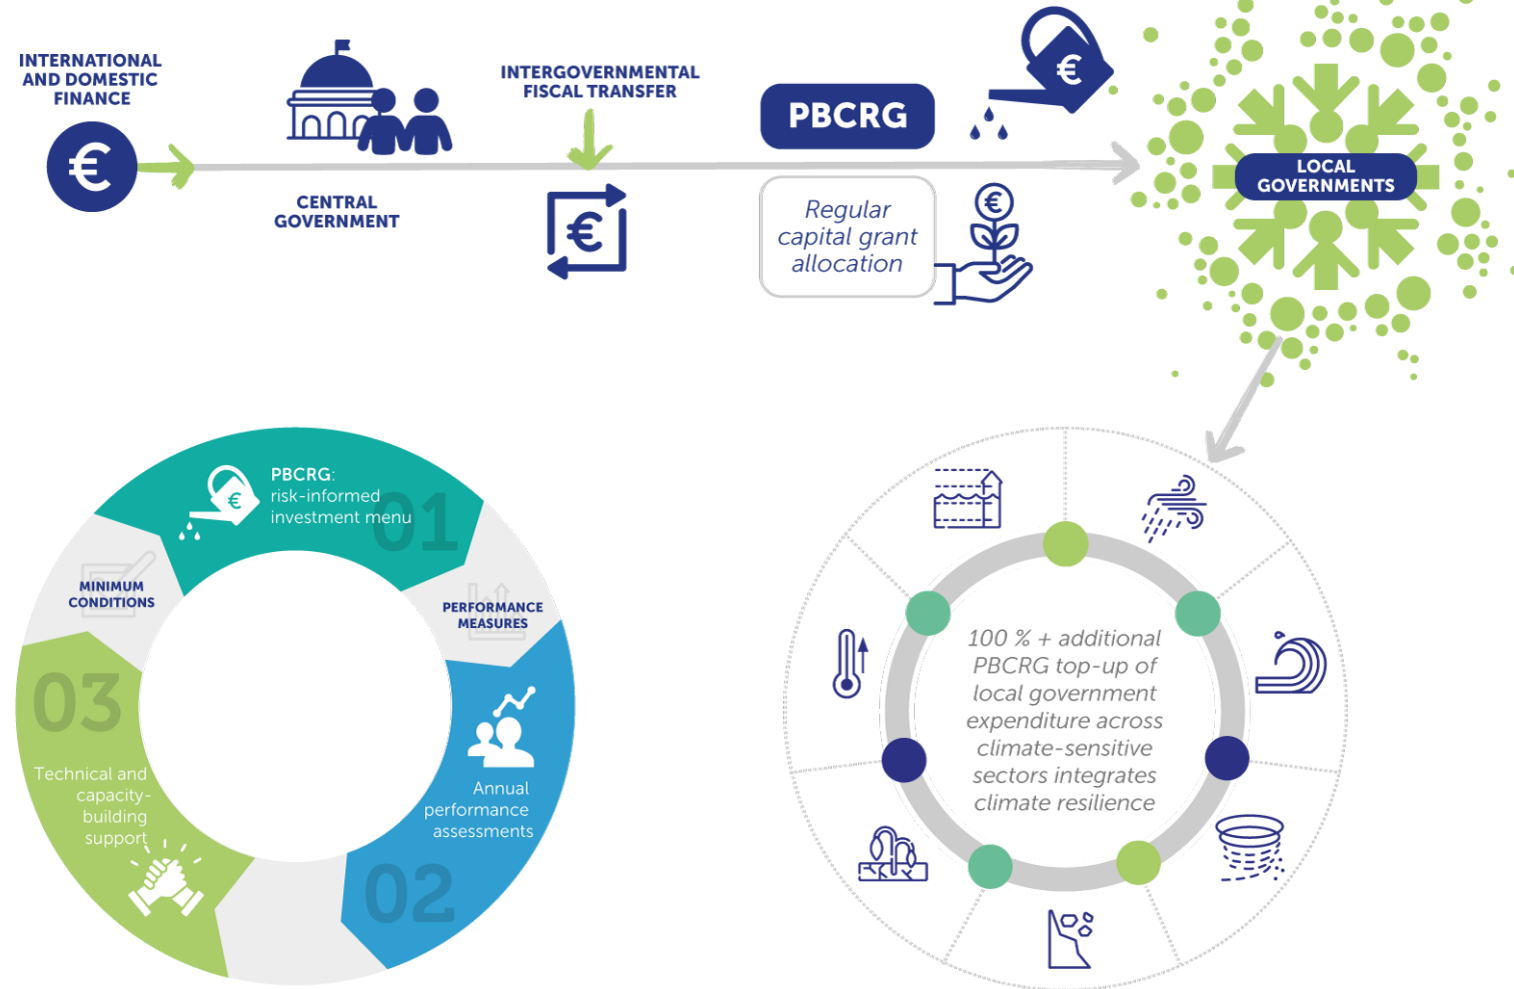 INTERNATIONAL
AND DOMESTIC
FINANCE
€
CENTRAL
GOVERNMENT
INTERGOVERNMENTAL
FISCAL TRANSFER
€
PBCRG
Regular
capital grant
allocation
€
€
LOCAL
GOVERNMENTS
PBCRG:
risk-informed
investment menu
€
01
MINIMUM
CONDITIONS
PERFORMANCE
MEASURES
03
Technical and
capacity-
building
support
Annual
performance
assessments
02
100 % + additional
PBCRG top-up of
local government
expenditure across
climate-sensitive
sectors integrates
climate resilience